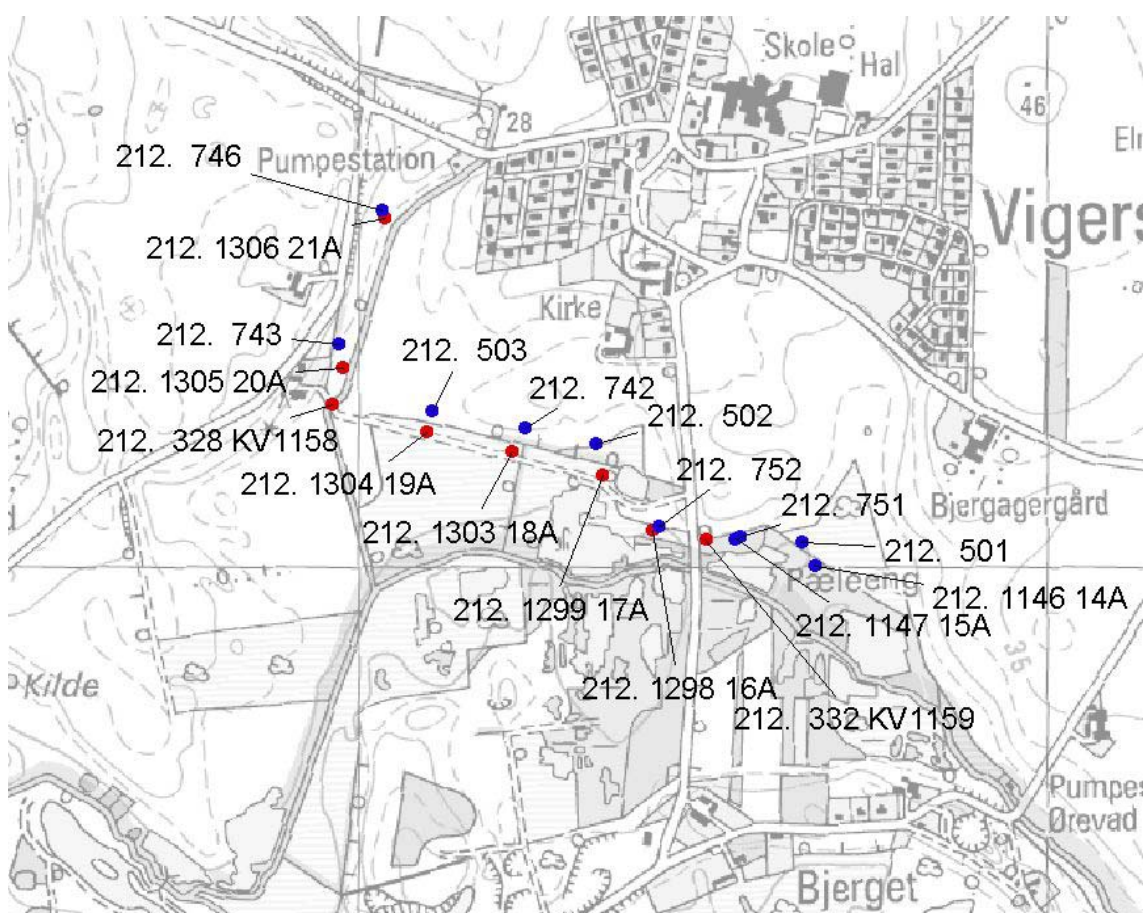 Skole
Hal
46
28
212. 746
Pumpestation
Vigers
212. 1306 21A
Kirke
212. 743
212. 503
212. 1305 20A
212. 742
212. 502
212. 328 KV1158
212. 752
212. 1304 19A
212. 751
Bjergagergård
212. 1303 18A
212. 501
Pæleeng
212. 1146 14A
212. 1299 17A
212. 1147 15A
35
Kilde
212. 1298 16A
212. 332 KV1159
Ørevad
Bjerget